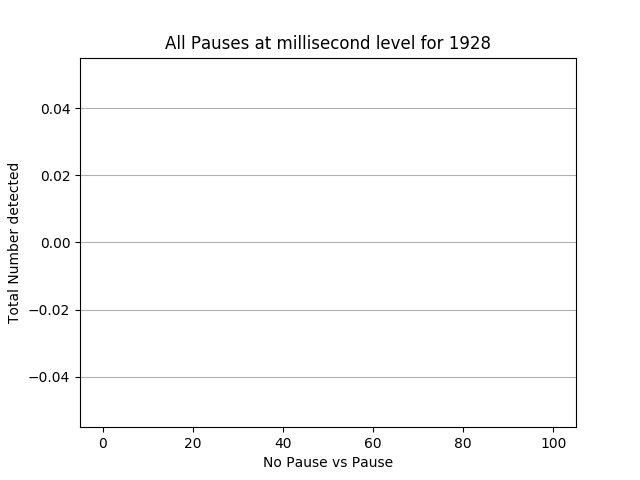 All Pauses at millisecond level for 1928
Total Number detected
0.04
0.02
0.00
−0.02
−0.04
0 20 40 60 80 100
No Pause vs Pause